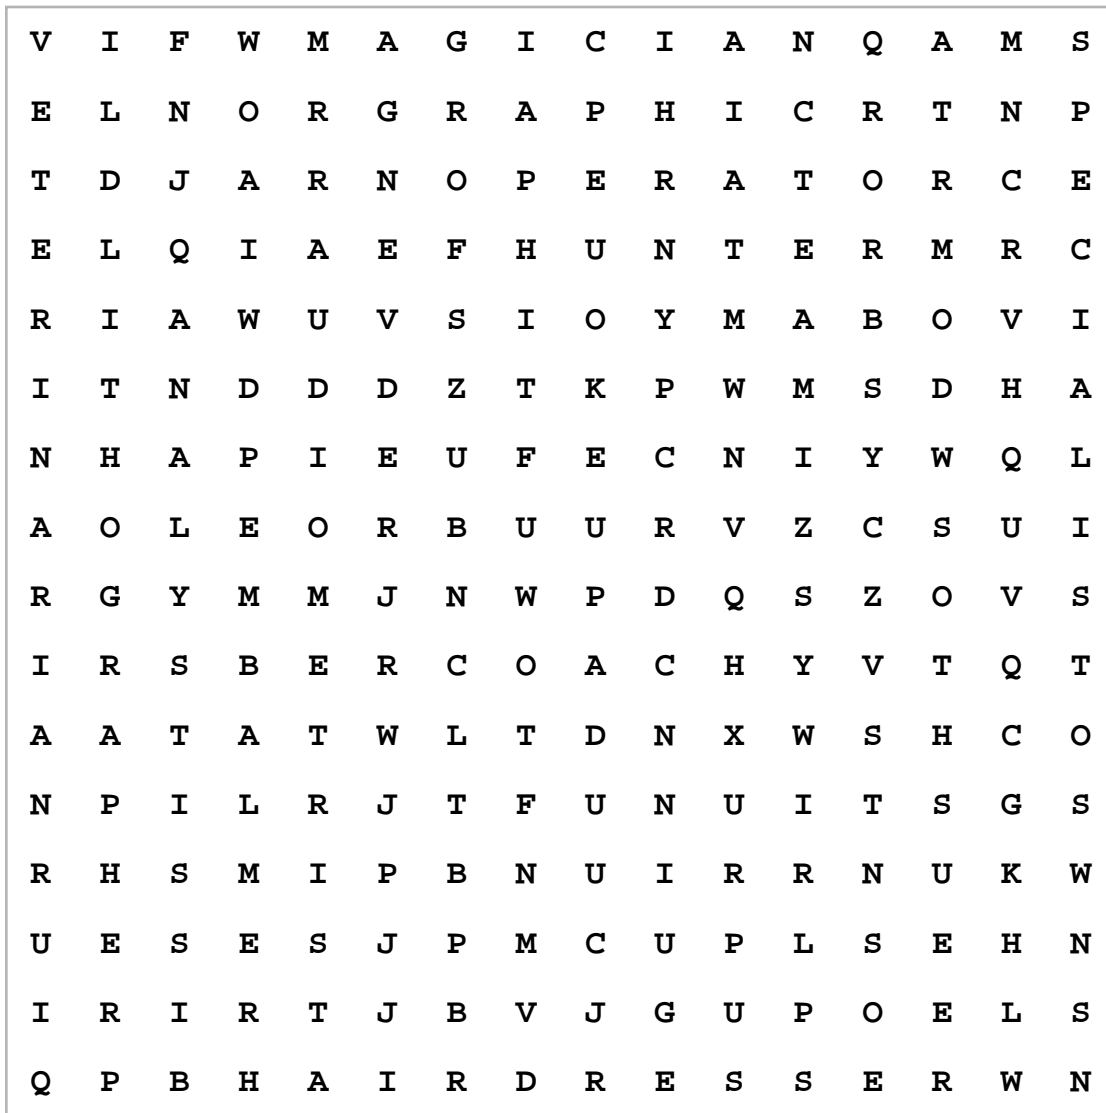 V I F W M A G I C I A N Q A M S
E L N O R G R A P H I C R T N P
T D J A R N O P E R A T O R C E
E L Q I A E F H U N T E R M R C
R I A W U V S I O Y M A B O V I
I T N D D D Z T K P W M S D H A
N H A P I E U F E C N I Y W Q L
A O L E O R B U U R V Z C S U I
R G Y M M J N W P D Q S Z O V S
I R S B E R C O A C H Y V T Q T
A A T A T W L T D N X W S H C O
N P I L R J T F U N U I T S G S
R H S M I P B N U I R R N U K W
U E S E S J P M C U P L S E H N
I R I R T J B V J G U P O E L S
Q P B H A I R D R E S S E R W N